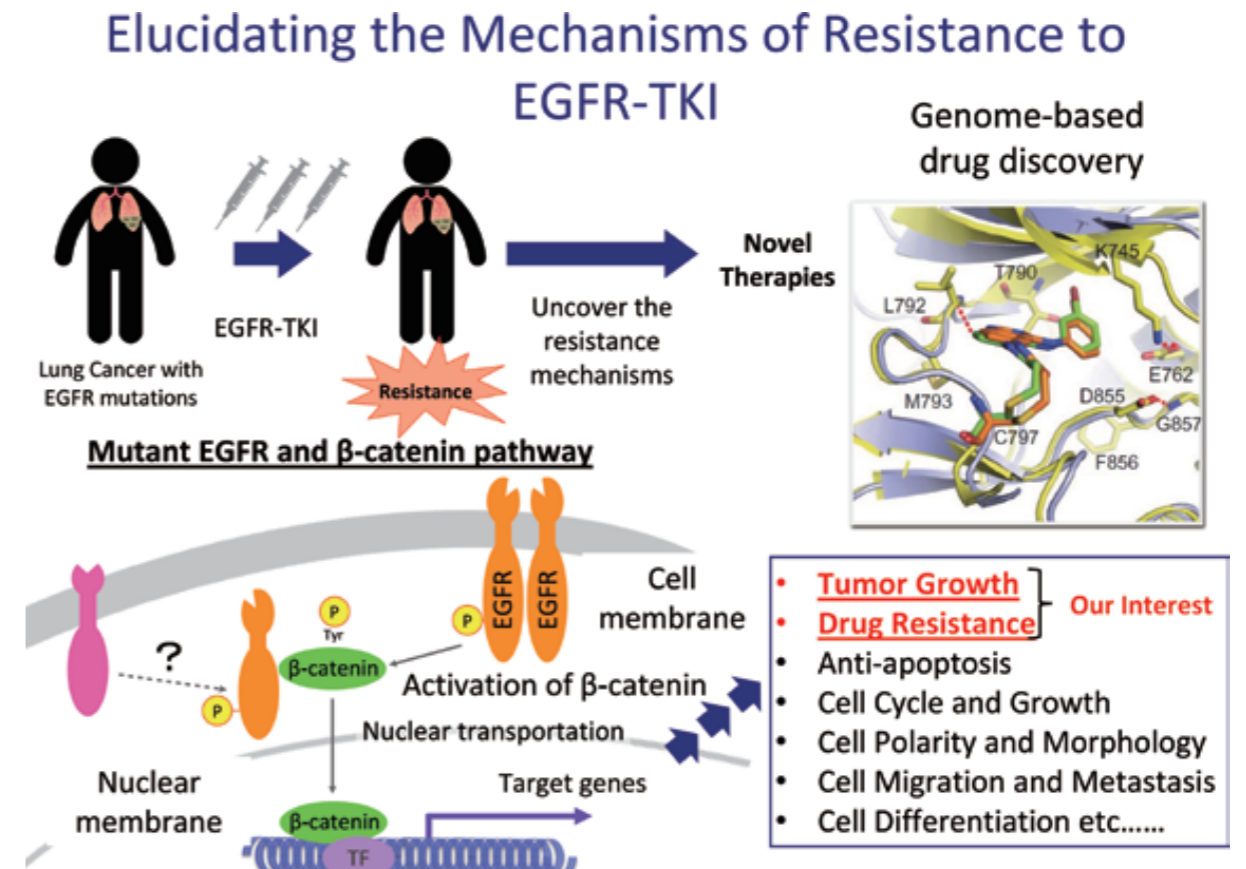 Elucidating the Mechanisms of Resistance to
EGFR-TKI
Genome-based
drug discovery
Lung Cancer with
EGFR mutations
EGFR-TKI
Resistance
Uncover the
resistance
mechanisms
Novel
Therapies
K745
T790
L792
E762
M793
D855
G857
C797
F856
Mutant EGFR and β-catenin pathway
EGFR
EGFR
Cell
membrane
P
P
Tyr
β-catenin
?
P
Activation of β-catenin
Nuclear transportation
Nuclear
membrane
Target genes
β-catenin
TF
• Tumor Growth
• Drug Resistance
Our Interest
• Anti-apoptosis
• Cell Cycle and Growth
• Cell Polarity and Morphology
• Cell Migration and Metastasis
• Cell Differentiation etc......